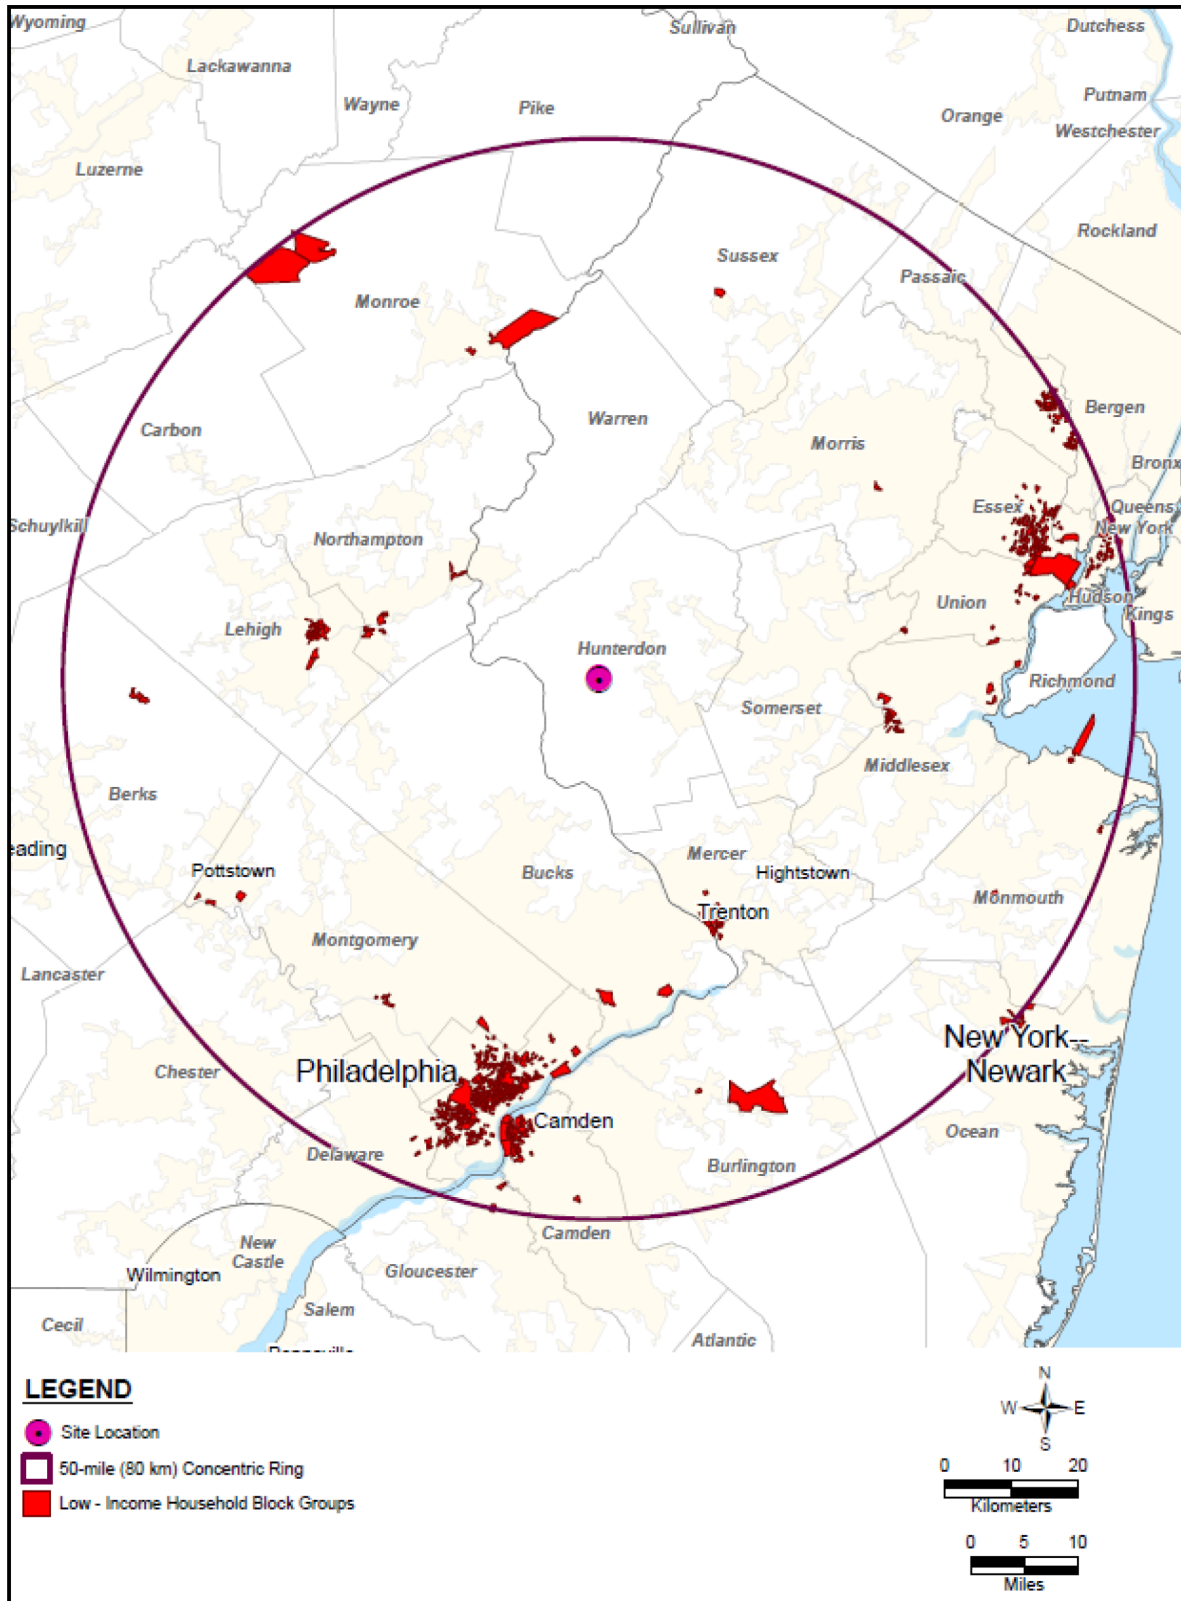 Wyoming
Sullivan
Dutchess
Lackawanna
Wayne
Pike
Putnam
Orange
Westchester
Luzerne
Rockland
Sussex
Passaic
Monroe
Bergen
Warren
Carbon
Morris
Bronx
Essex
Queens
Schuylkill
New York
Northampton
Hudson
Union
Kings
Lehigh
Hunterdon
Richmond
Somerset
Middlesex
Berks
eading
Mercer
Pottstown
Bucks
Hightstown
Monmouth
Trenton
Montgomery
Lancaster
New York--
Newark
Chester
Philadelphia
Camden
Ocean
Delaware
Burlington
New
Castle
Camden
Wilmington
Gloucester
Salem
Cecil
Atlantic
LEGEND
Site Location
50-mile (80 km) Concentric Ring
Low - Income Household Block Groups
N
W E
S
0 10 20
Kilometers
0 5 10
Miles